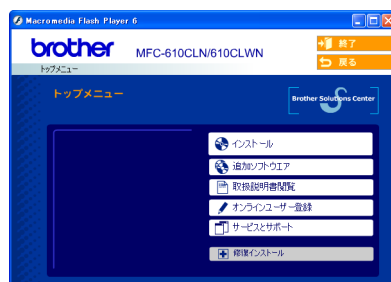 Macromedia Flash Player 6
brother
MFC-610CLN/610CLWN
終了
戻る
トップメニュー
トップメニュー
Brother Solutions Center
インストール
追加ソフトウエア
取扱説明書閲覧
オンラインユーザー登録
サービスとサポート
修復インストール